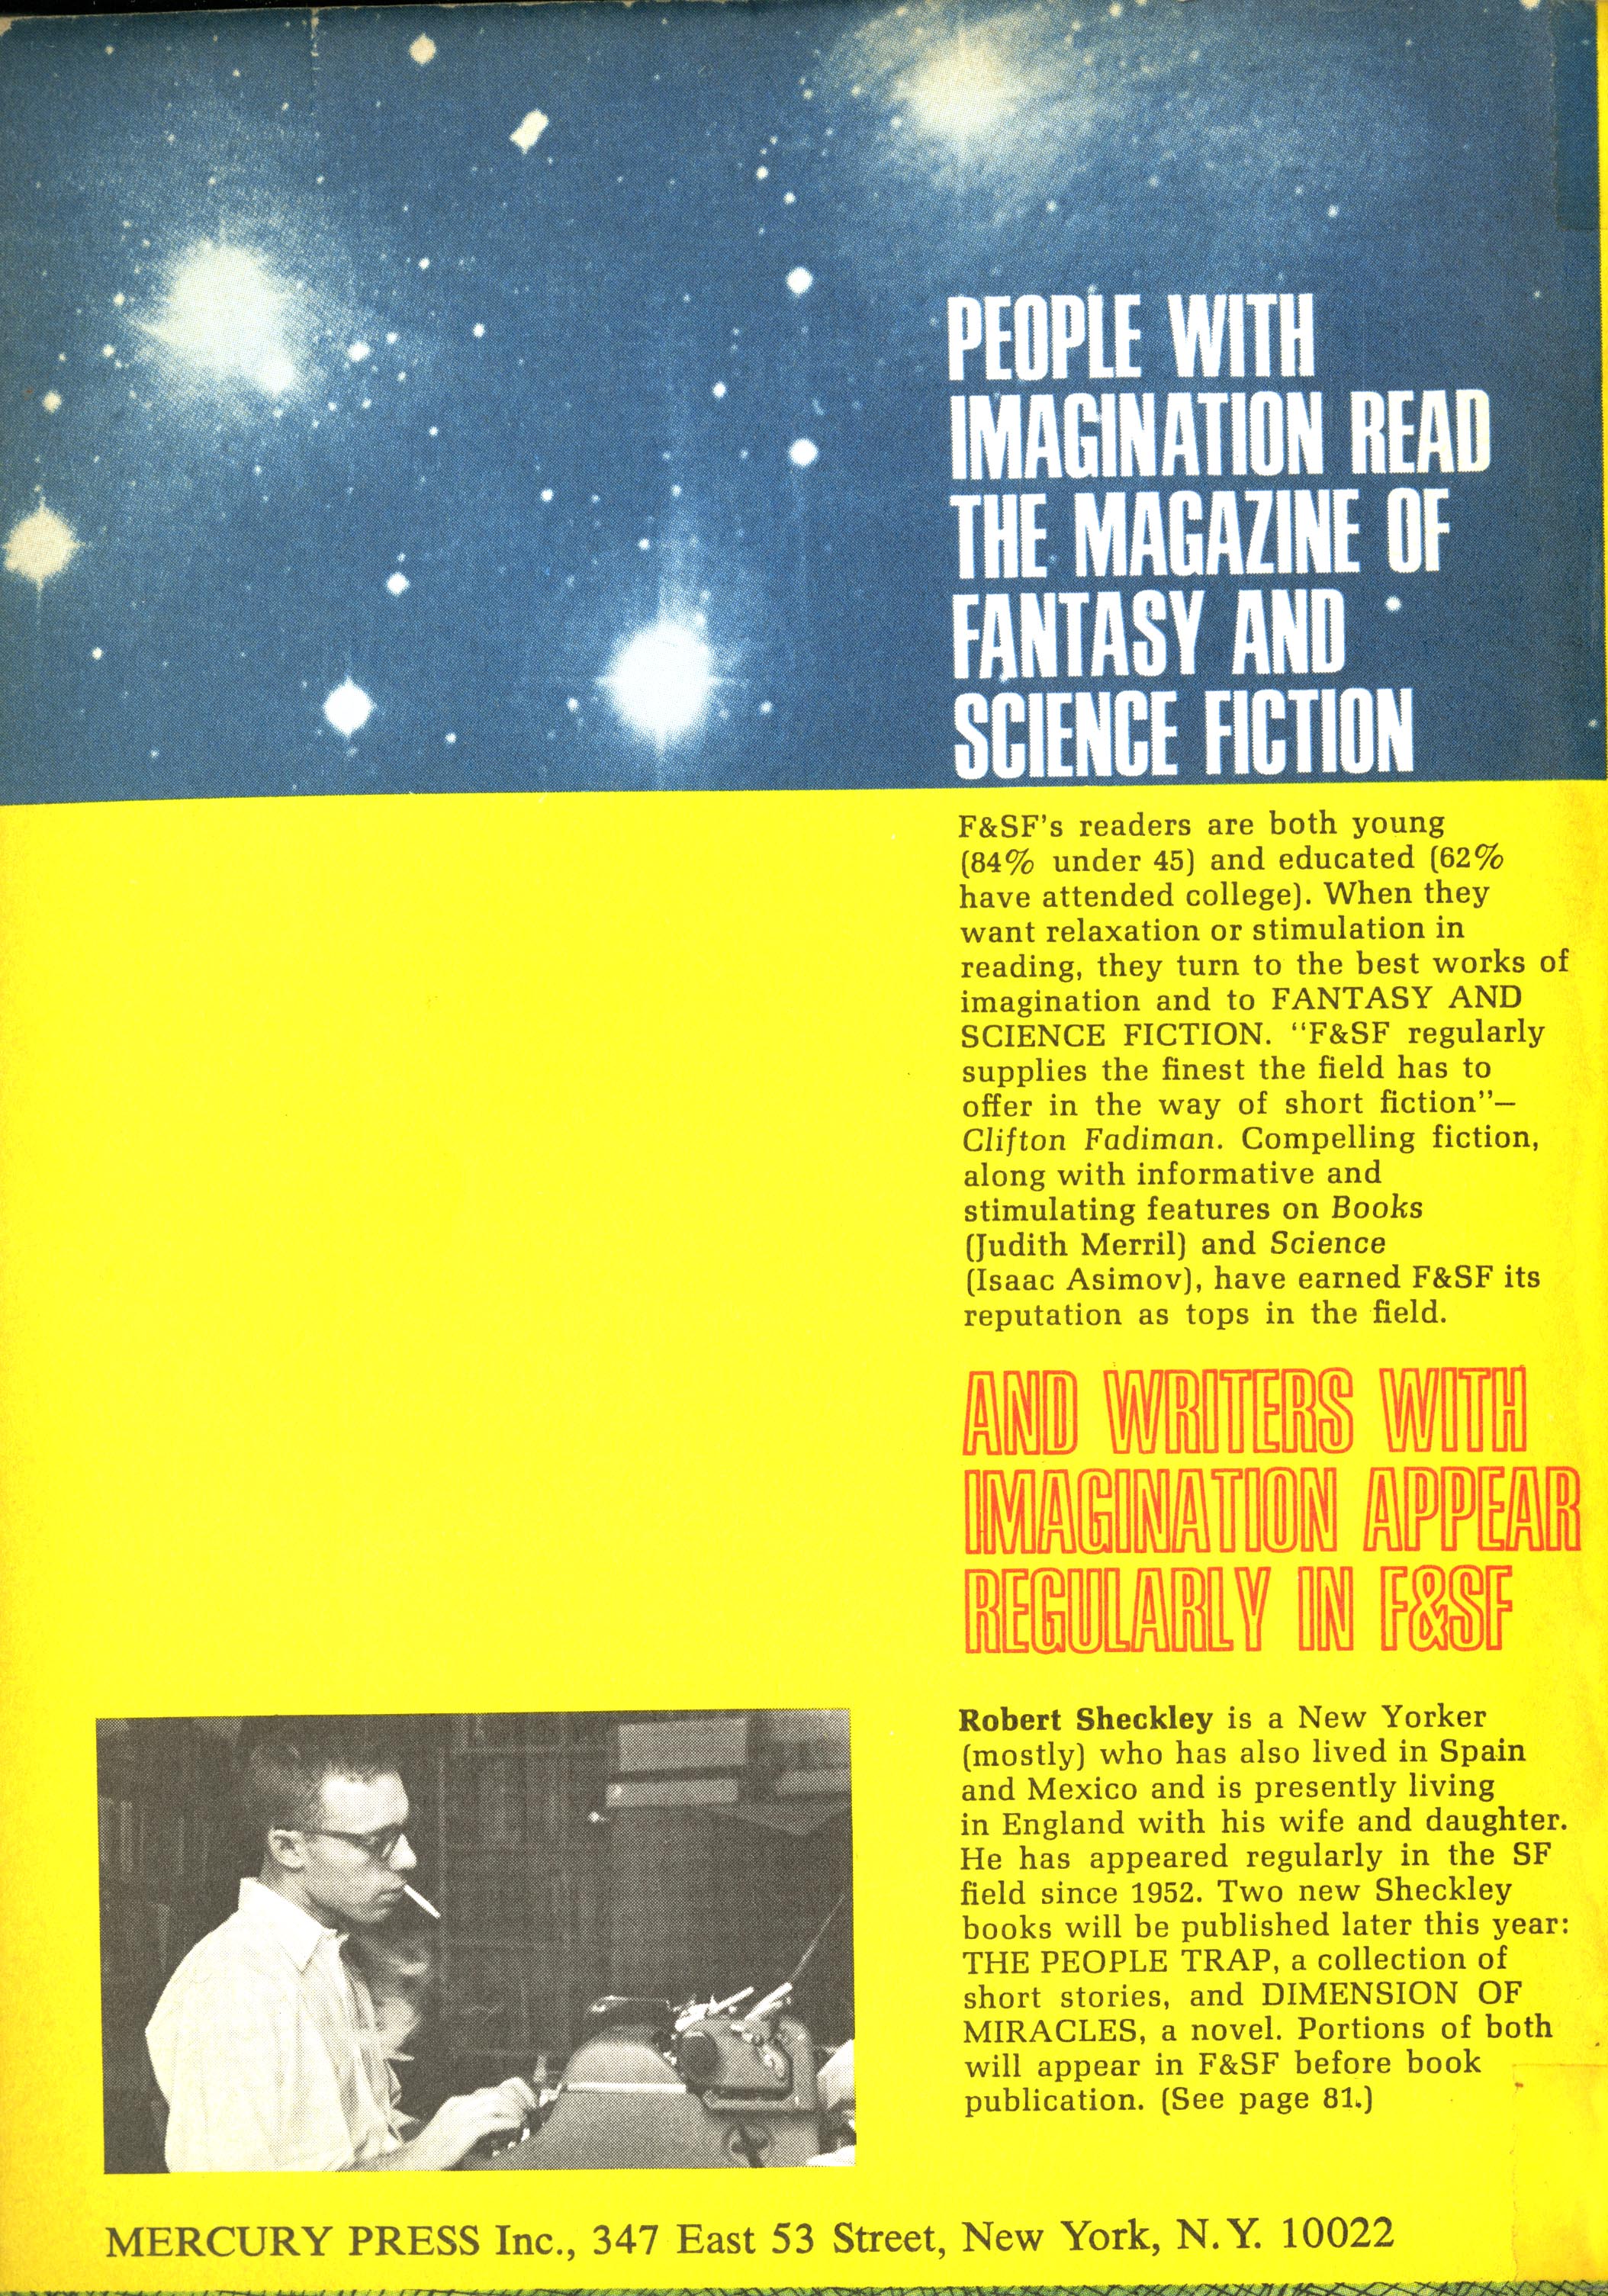 PEOPLE WITH
IMAGINATION READ
THE MAGAZINE OF
FANTASY AND
SCIENCE FICTION
F&SF's readers are both young
(84% under 45) and educated (62%
have attended college). When they
want relaxation or stimulation in
reading, they turn to the best works of
imagination and to FANTASY AND
SCIENCE FICTION. “F&SF regularly
supplies the finest the field has to
offer in the way of short fiction”—
Clifton Fadiman. Compelling fiction,
along with informative and
stimulating features on Books
(Judith Merril) and Science
(Isaac Asimov), have earned F&SF its
reputation as tops in the field.
AND WRITERS WITH
IMAGINATION APPEAR
REGULARLY IN F&SF
Robert Sheckley is a New Yorker
(mostly) who has also lived in Spain
and Mexico and is presently living
in England with his wife and daughter.
He has appeared regularly in the SF
field since 1952. Two new Sheckley
books will be published later this year:
THE PEOPLE TRAP, a collection of
short stories, and DIMENSION OF
MIRACLES, a novel. Portions of both
will appear in F&SF before book
publication. (See page 81.)
MERCURY PRESS Inc., 347 East 53 Street, New York, N.Y. 10022